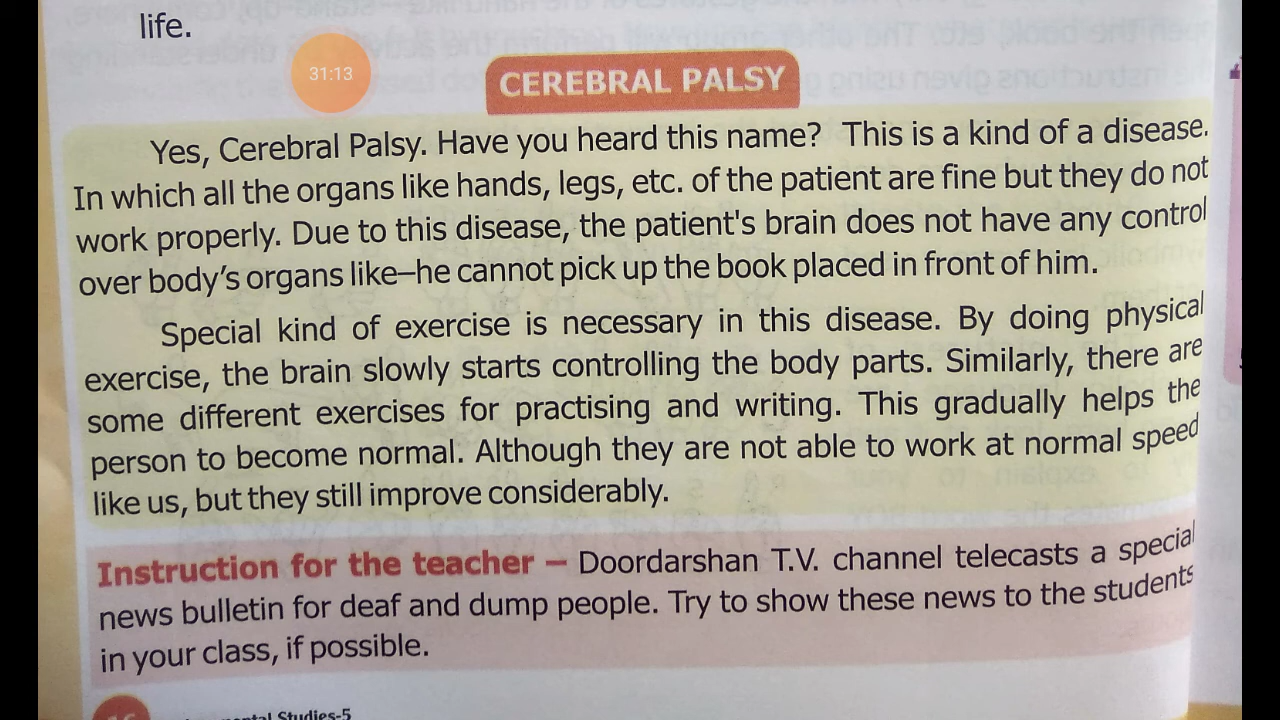 life.
31:13
CEREBRAL PALSY
Yes, Cerebral Palsy. Have you heard this name? This is a kind of a disease.
In which all the organs like hands, legs, etc. of the patient are fine but they do not
work properly. Due to this disease, the patient's brain does not have any control
over body's organs like–he cannot pick up the book placed in front of him.
Special kind of exercise is necessary in this disease. By doing physical
exercise, the brain slowly starts controlling the body parts. Similarly, there are
some different exercises for practising and writing. This gradually helps the
person to become normal. Although they are not able to work at normal speed
like us, but they still improve considerably.
Instruction for the teacher – Doordarshan T.V. channel telecasts a special
news bulletin for deaf and dump people. Try to show these news to the students
in your class, if possible.
Studies-5